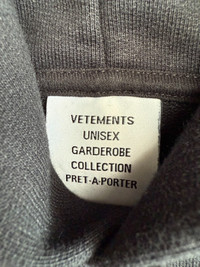 VETEMENTS
UNISEX
GARDEROBE
COLLECTION
PRET-A-PORTER